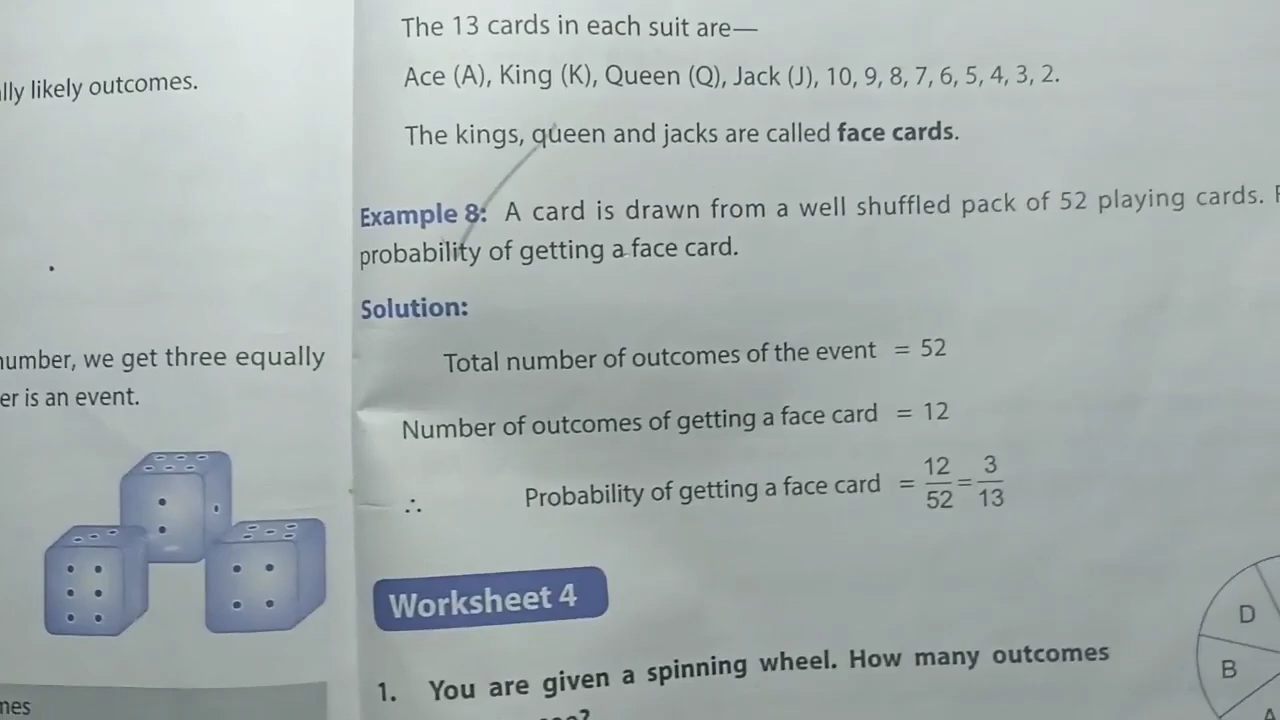 lly likely outcomes.
number, we get three equally
er is an event.
mes
The 13 cards in each suit are—
Ace (A), King (K), Queen (Q), Jack (J), 10, 9, 8, 7, 6, 5, 4, 3, 2.
The kings, queen and jacks are called face cards.
Example 8: A card is drawn from a well shuffled pack of 52 playing cards.
probability of getting a face card.
Solution:
Total number of outcomes of the event = 52
Number of outcomes of getting a face card = 12
∴ Probability of getting a face card = 12/52 = 3/13
Worksheet 4
1. You are given a spinning wheel. How many outcomes
D
B
A